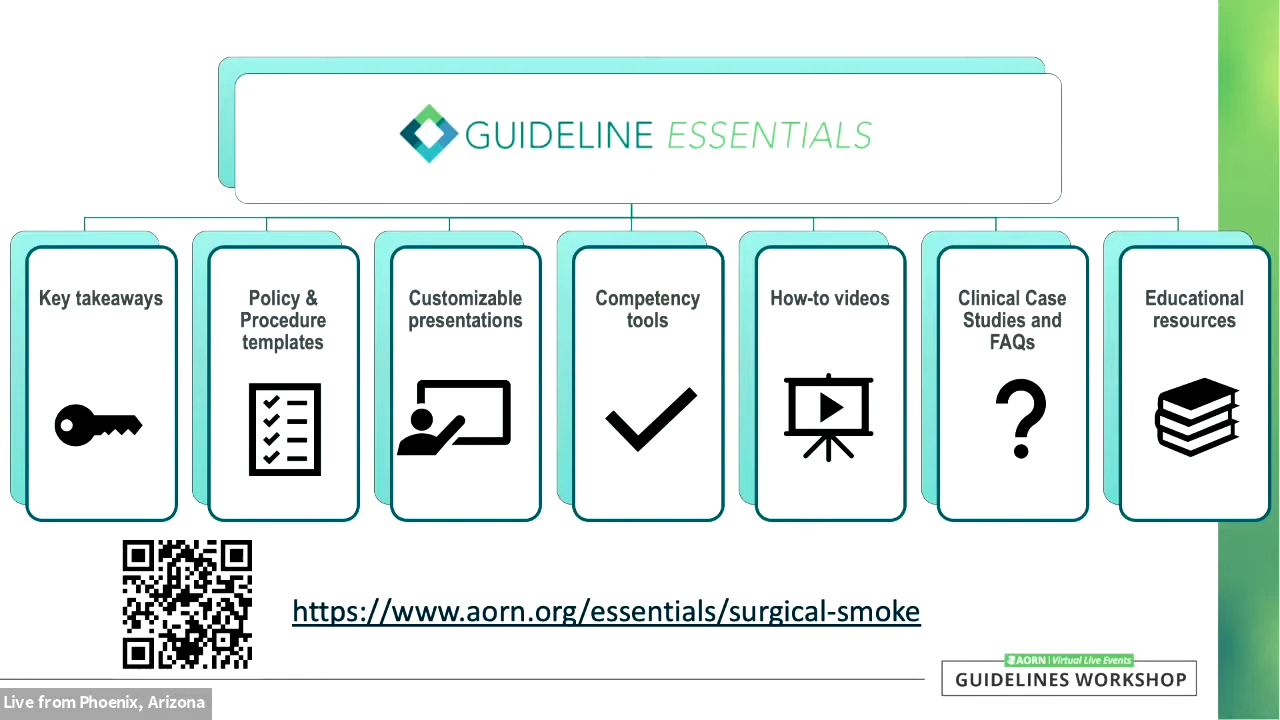 GUIDELINE ESSENTIALS
Key takeaways
Policy &
Procedure
templates
Customizable
presentations
Competency
tools
How-to videos
Clinical Case
Studies and
FAQs
Educational
resources
https://www.aorn.org/essentials/surgical-smoke
AORN | Virtual Live Events
GUIDELINES WORKSHOP
Live from Phoenix, Arizona